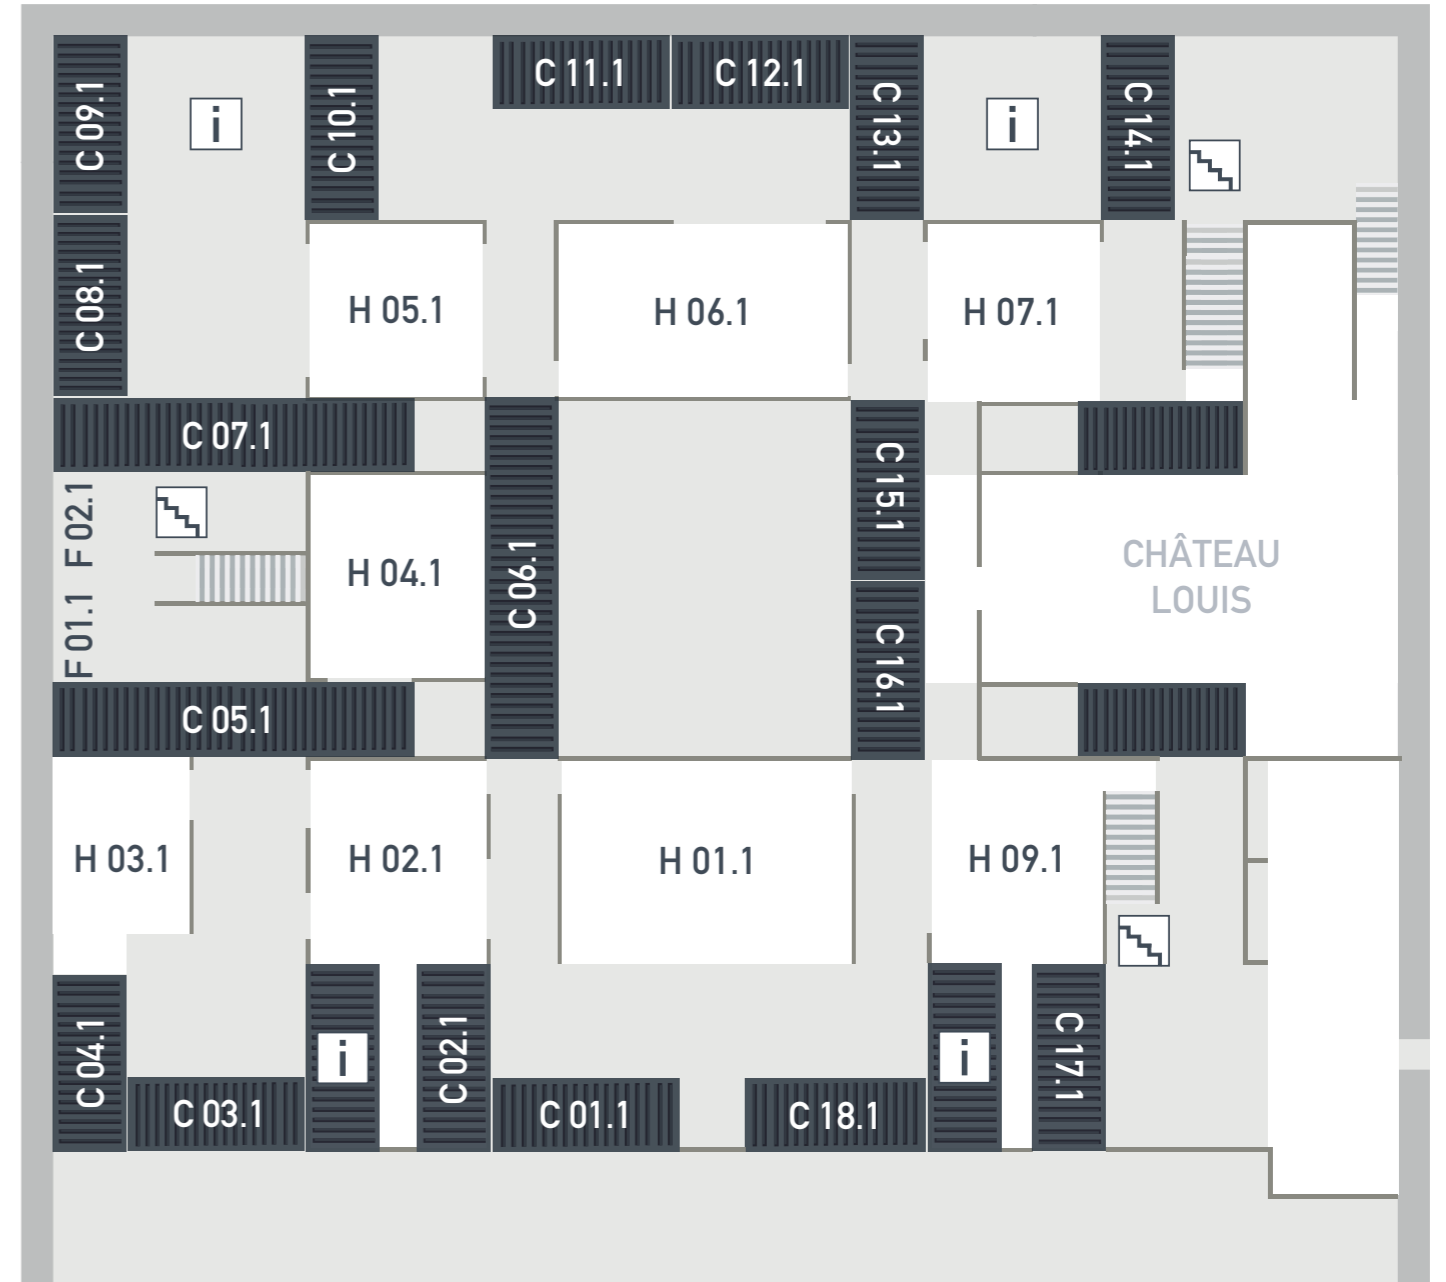 C 09.1
i
C 10.1
C 11.1
C 12.1
C 13.1
i
C 14.1
C 08.1
H 05.1
H 06.1
H 07.1
C 07.1
C 15.1
F 01.1 F 02.1
H 04.1
C 06.1
CHÂTEAU
LOUIS
C 16.1
C 05.1
H 03.1
H 02.1
H 01.1
H 09.1
C 04.1
C 03.1
i
C 02.1
C 01.1
C 18.1
i
C 17.1